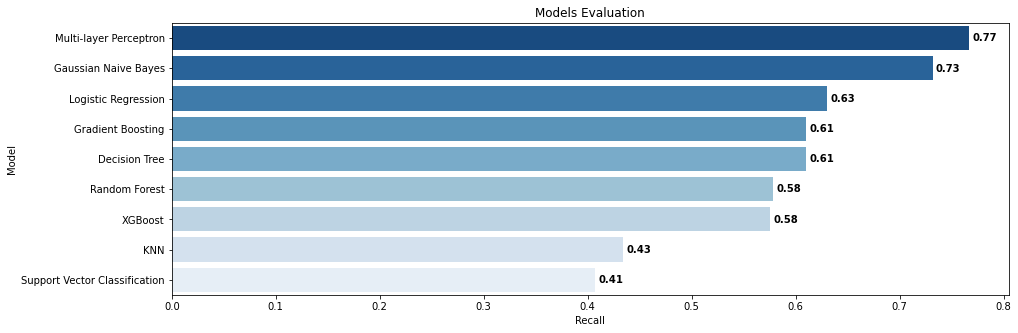 Models Evaluation
Model
Multi-layer Perceptron 0.77
Gaussian Naive Bayes 0.73
Logistic Regression 0.63
Gradient Boosting 0.61
Decision Tree 0.61
Random Forest 0.58
XGBoost 0.58
KNN 0.43
Support Vector Classification 0.41
0.0 0.1 0.2 0.3 0.4 0.5 0.6 0.7 0.8
Recall